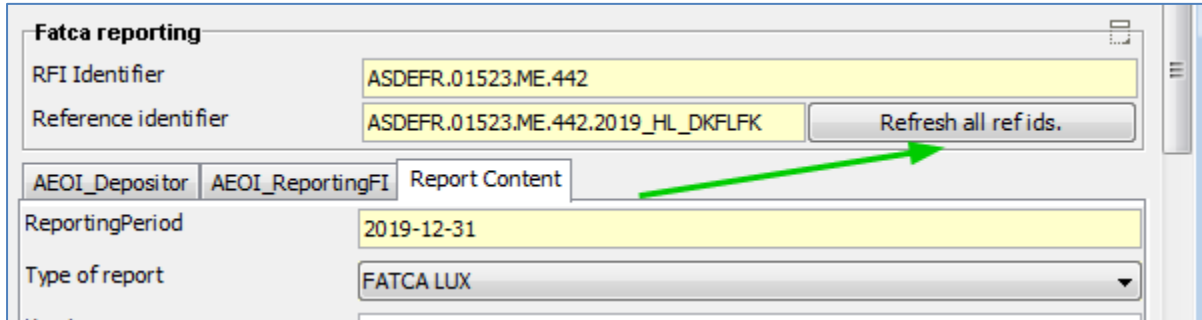 Fatca reporting
RFI Identifier ASDEFR.01523.ME.442
Reference identifier ASDEFR.01523.ME.442.2019_HL_DKFLFK Refresh all ref ids.
AEOI_Depositor AEOI_ReportingFI Report Content
ReportingPeriod 2019-12-31
Type of report FATCA LUX